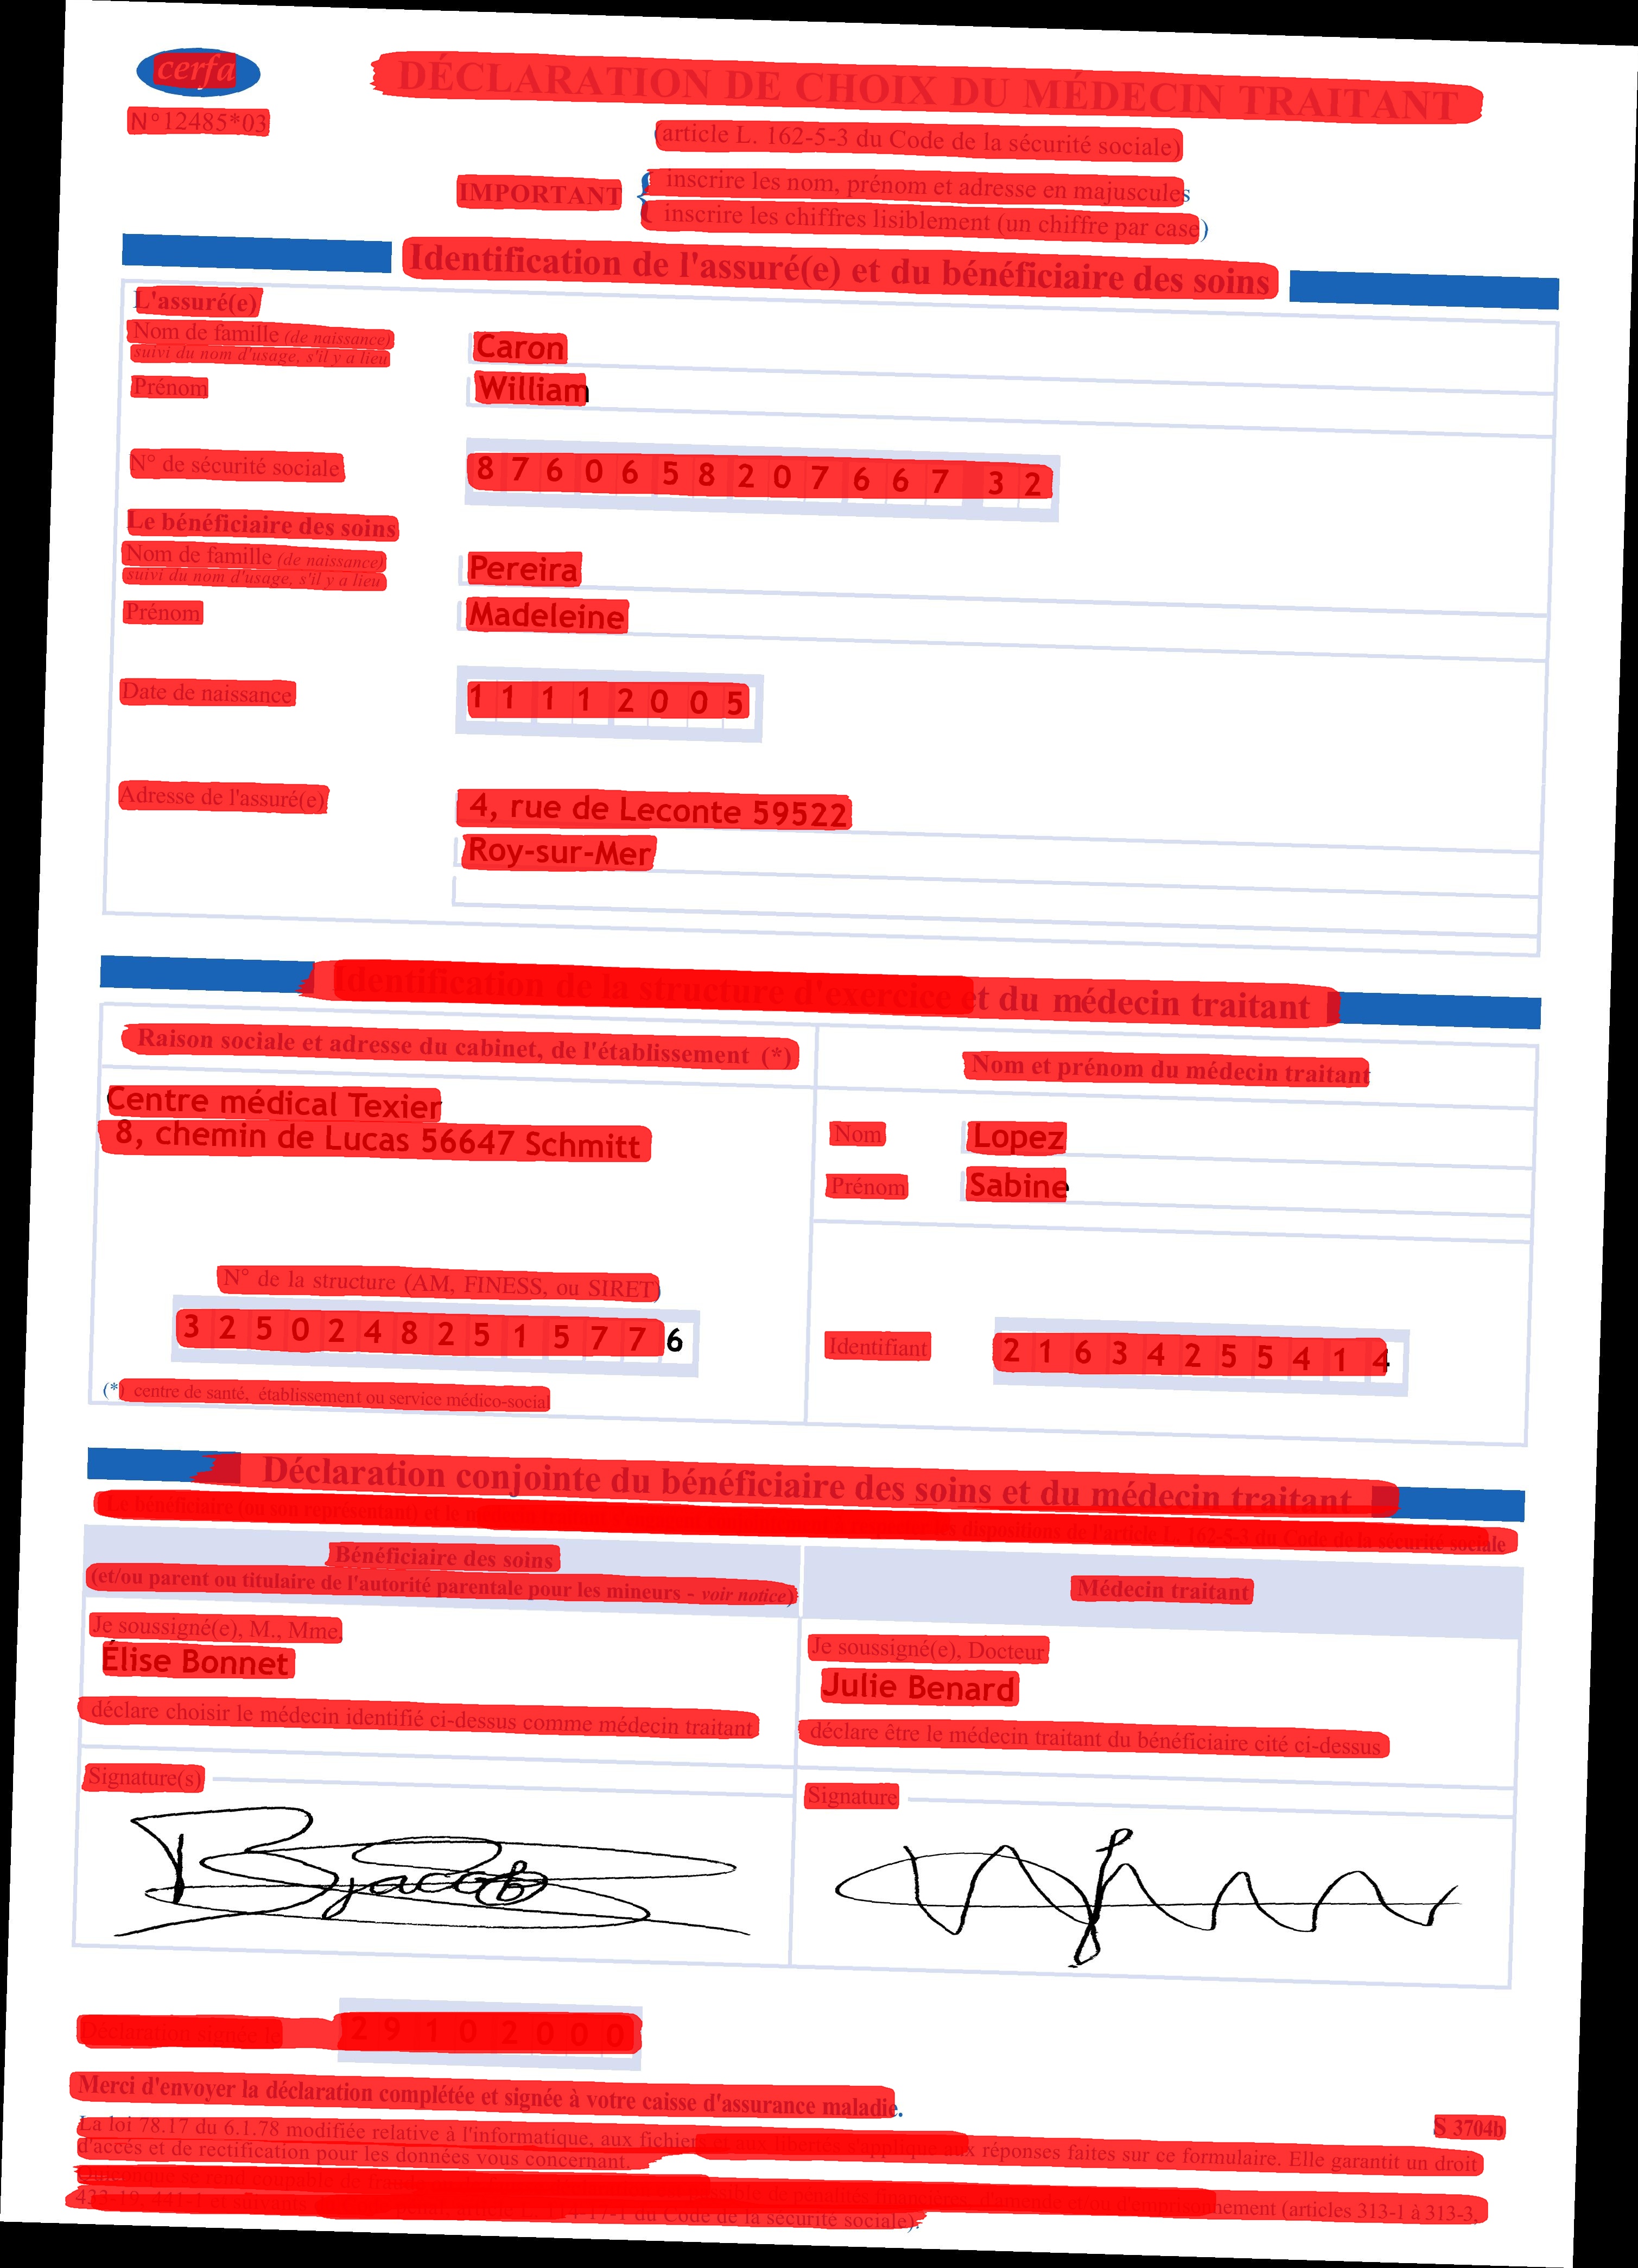 cerfa
N°12485*03
DÉCLARATION DE CHOIX DU MÉDECIN TRAITANT
(article L. 162-5-3 du Code de la sécurité sociale)
IMPORTANT
inscrire les nom, prénom et adresse en majuscules
inscrire les chiffres lisiblement (un chiffre par case)
Identification de l'assuré(e) et du bénéficiaire des soins
L'assuré(e)
Nom de famille (de naissance)
suivi du nom d'usage, s'il y a lieu
Caron
Prénom
William
N° de sécurité sociale
8 7 6 0 6 5 8 2 0 7 6 6 7 3 2
Le bénéficiaire des soins
Nom de famille (de naissance)
suivi du nom d'usage, s'il y a lieu
Pereira
Prénom
Madeleine
Date de naissance
1 1 1 1 2 0 0 5
Adresse de l'assuré(e)
4, rue de Leconte 59522
Roy-sur-Mer
Identification de la structure d'exercice et du médecin traitant
Raison sociale et adresse du cabinet, de l'établissement (*)
Nom et prénom du médecin traitant
Centre médical Texier
8, chemin de Lucas 56647 Schmitt
Nom
Lopez
Prénom
Sabine
N° de la structure (AM, FINESS, ou SIRET)
3 2 5 0 2 4 8 2 5 1 5 7 7 6
Identifiant
2 1 6 3 4 2 5 5 4 1 4
(*) centre de santé, établissement ou service médico-social
Déclaration conjointe du bénéficiaire des soins et du médecin traitant
Le bénéficiaire (ou son représentant) et le dispositions de l'article L. 162-5-3 du Code de la sécurité sociale
Bénéficiaire des soins
(et/ou parent ou titulaire de l'autorité parentale pour les mineurs - voir notice)
Médecin traitant
Je soussigné(e), M., Mme,
Élise Bonnet
Je soussigné(e), Docteur
Julie Benard
déclare choisir le médecin identifié ci-dessus comme médecin traitant
déclare être le médecin traitant du bénéficiaire cité ci-dessus
Signature(s)
Signature
Déclaration signée le
2 9 1 0 2 0 0 0
Merci d'envoyer la déclaration complétée et signée à votre caisse d'assurance maladie.
S 3704b
La loi 78.17 du 6.1.78 modifiée relative à l'informatique, aux fichiers et aux libertés s'applique aux réponses faites sur ce formulaire. Elle garantit un droit
d'accès et de rectification pour les données vous concernant.
Quiconque se rend coupable de passible de pénalités financières, d'amende et/ou d'emprisonnement (articles 313-1 à 313-3,
433-19, 441-1 et suivants du Code de la sécurité sociale).